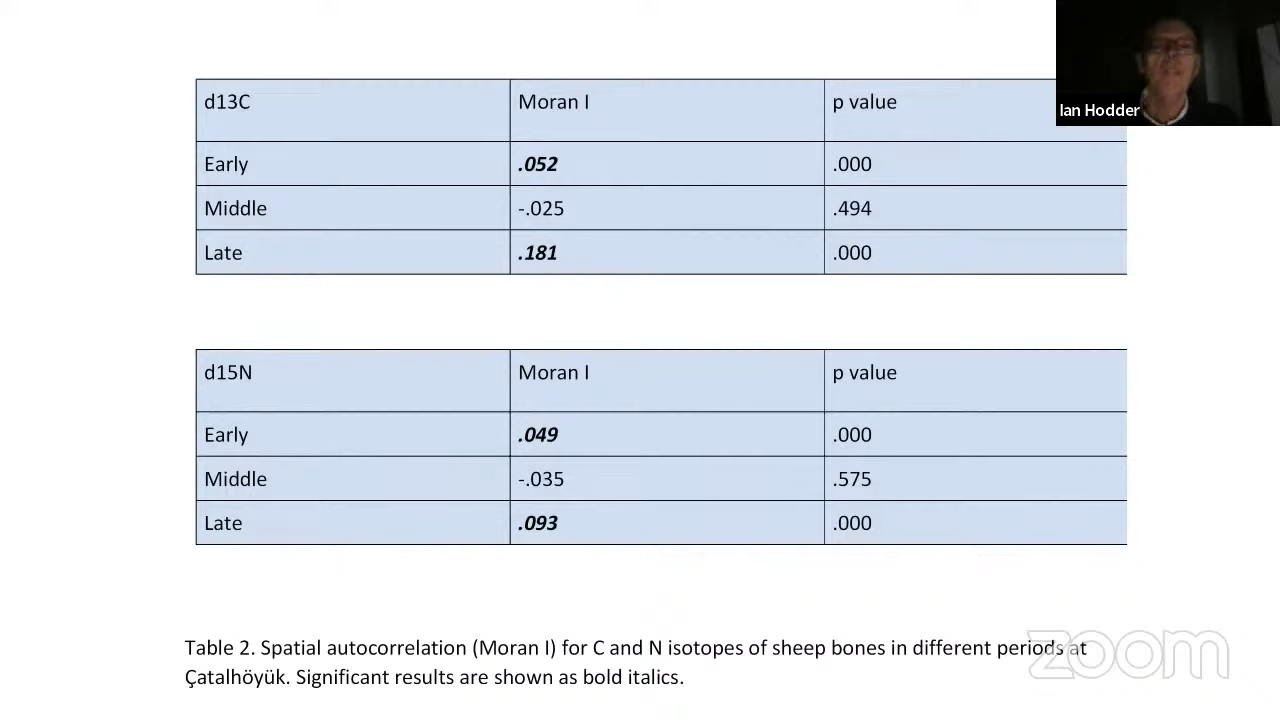 Ian Hodder
d13C Moran I p value
Early .052 .000
Middle -.025 .494
Late .181 .000
d15N Moran I p value
Early .049 .000
Middle -.035 .575
Late .093 .000
Table 2. Spatial autocorrelation (Moran I) for C and N isotopes of sheep bones in different periods at
Çatalhöyük. Significant results are shown as bold italics.
zoom